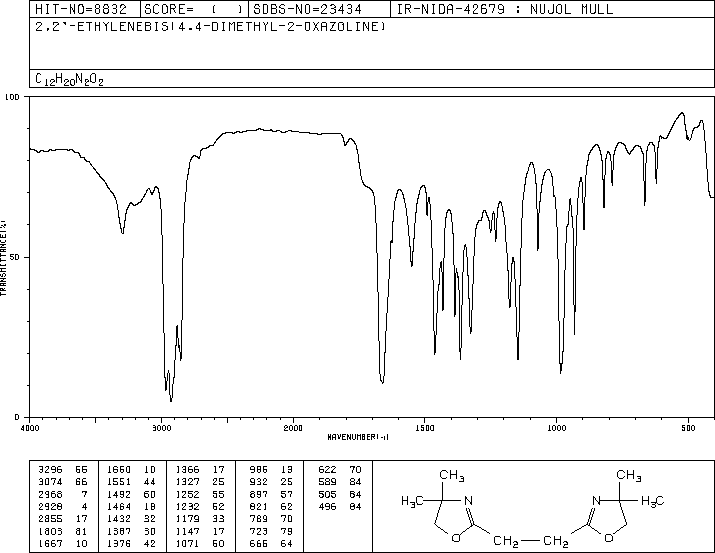 HIT-NO=8832 SCORE= ( ) SDBS-NO=23434 IR-NIDA-42679 : NUJOL MULL
2,2'-ETHYLENEBIS(4,4-DIMETHYL-2-OXAZOLINE)
C12H20N2O2
100
50
0
TRANSMITTANCE(%)
4000 3000 2000 1500 1000 500
WAVENUMBER(-1)
3296 66 1660 10 1366 17 986 13 622 70
3074 66 1551 44 1327 25 932 25 589 84
2968 7 1492 60 1252 55 897 57 505 84
2928 4 1464 18 1232 52 821 62 496 84
2855 17 1432 32 1179 33 789 70
1803 81 1387 30 1147 17 723 79
1667 10 1376 42 1071 50 666 64
CH3 CH3
H3C N N CH3
O CH2 CH2 O